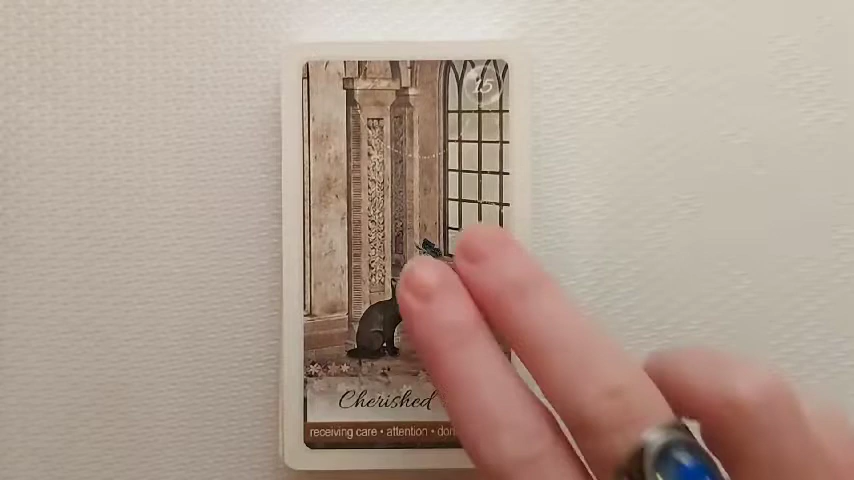 15
Cherished
receiving care • attention •